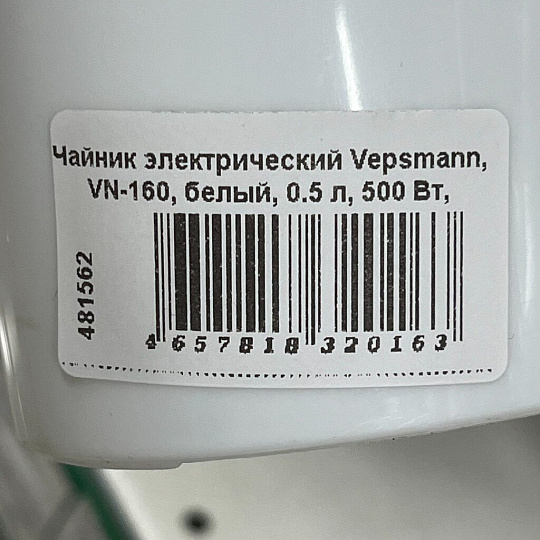 Чайник электрический Vepsmann,
VN-160, белый, 0.5 л, 500 Вт,
481562
4 657818 320163